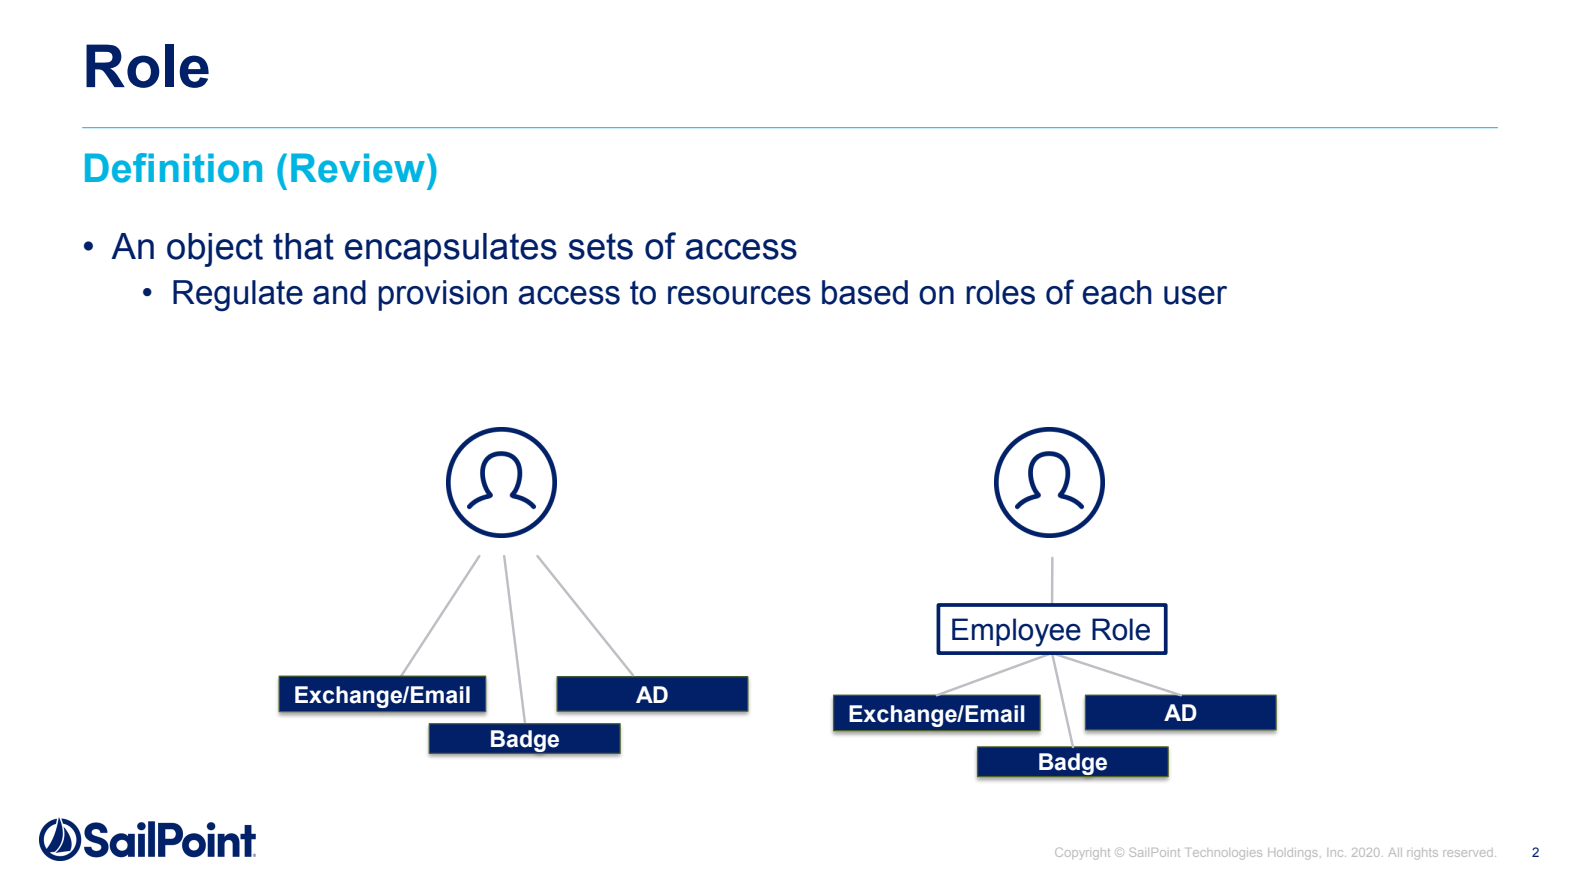 Role
Definition (Review)
• An object that encapsulates sets of access
• Regulate and provision access to resources based on roles of each user
Employee Role
Exchange/Email
AD
Badge
Exchange/Email
AD
Badge
SailPoint
Copyright © SailPoint Technologies Holdings, Inc. 2020. All rights reserved.
2